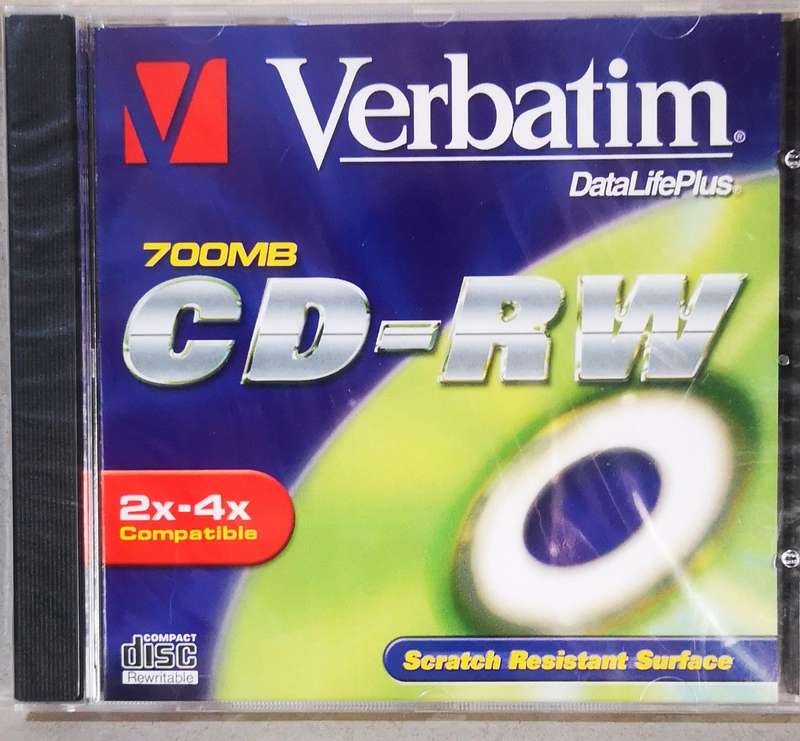 Verbatim®
DataLifePlus®
700MB
CD-RW
2x-4x
Compatible
COMPACT
disc
Rewritable
Scratch Resistant Surface